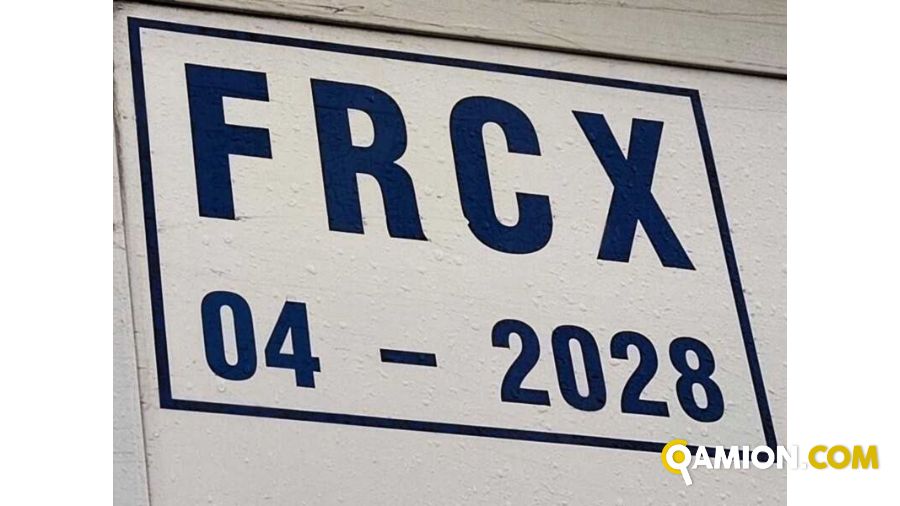 FRCX
04 - 2028
QAMION.COM